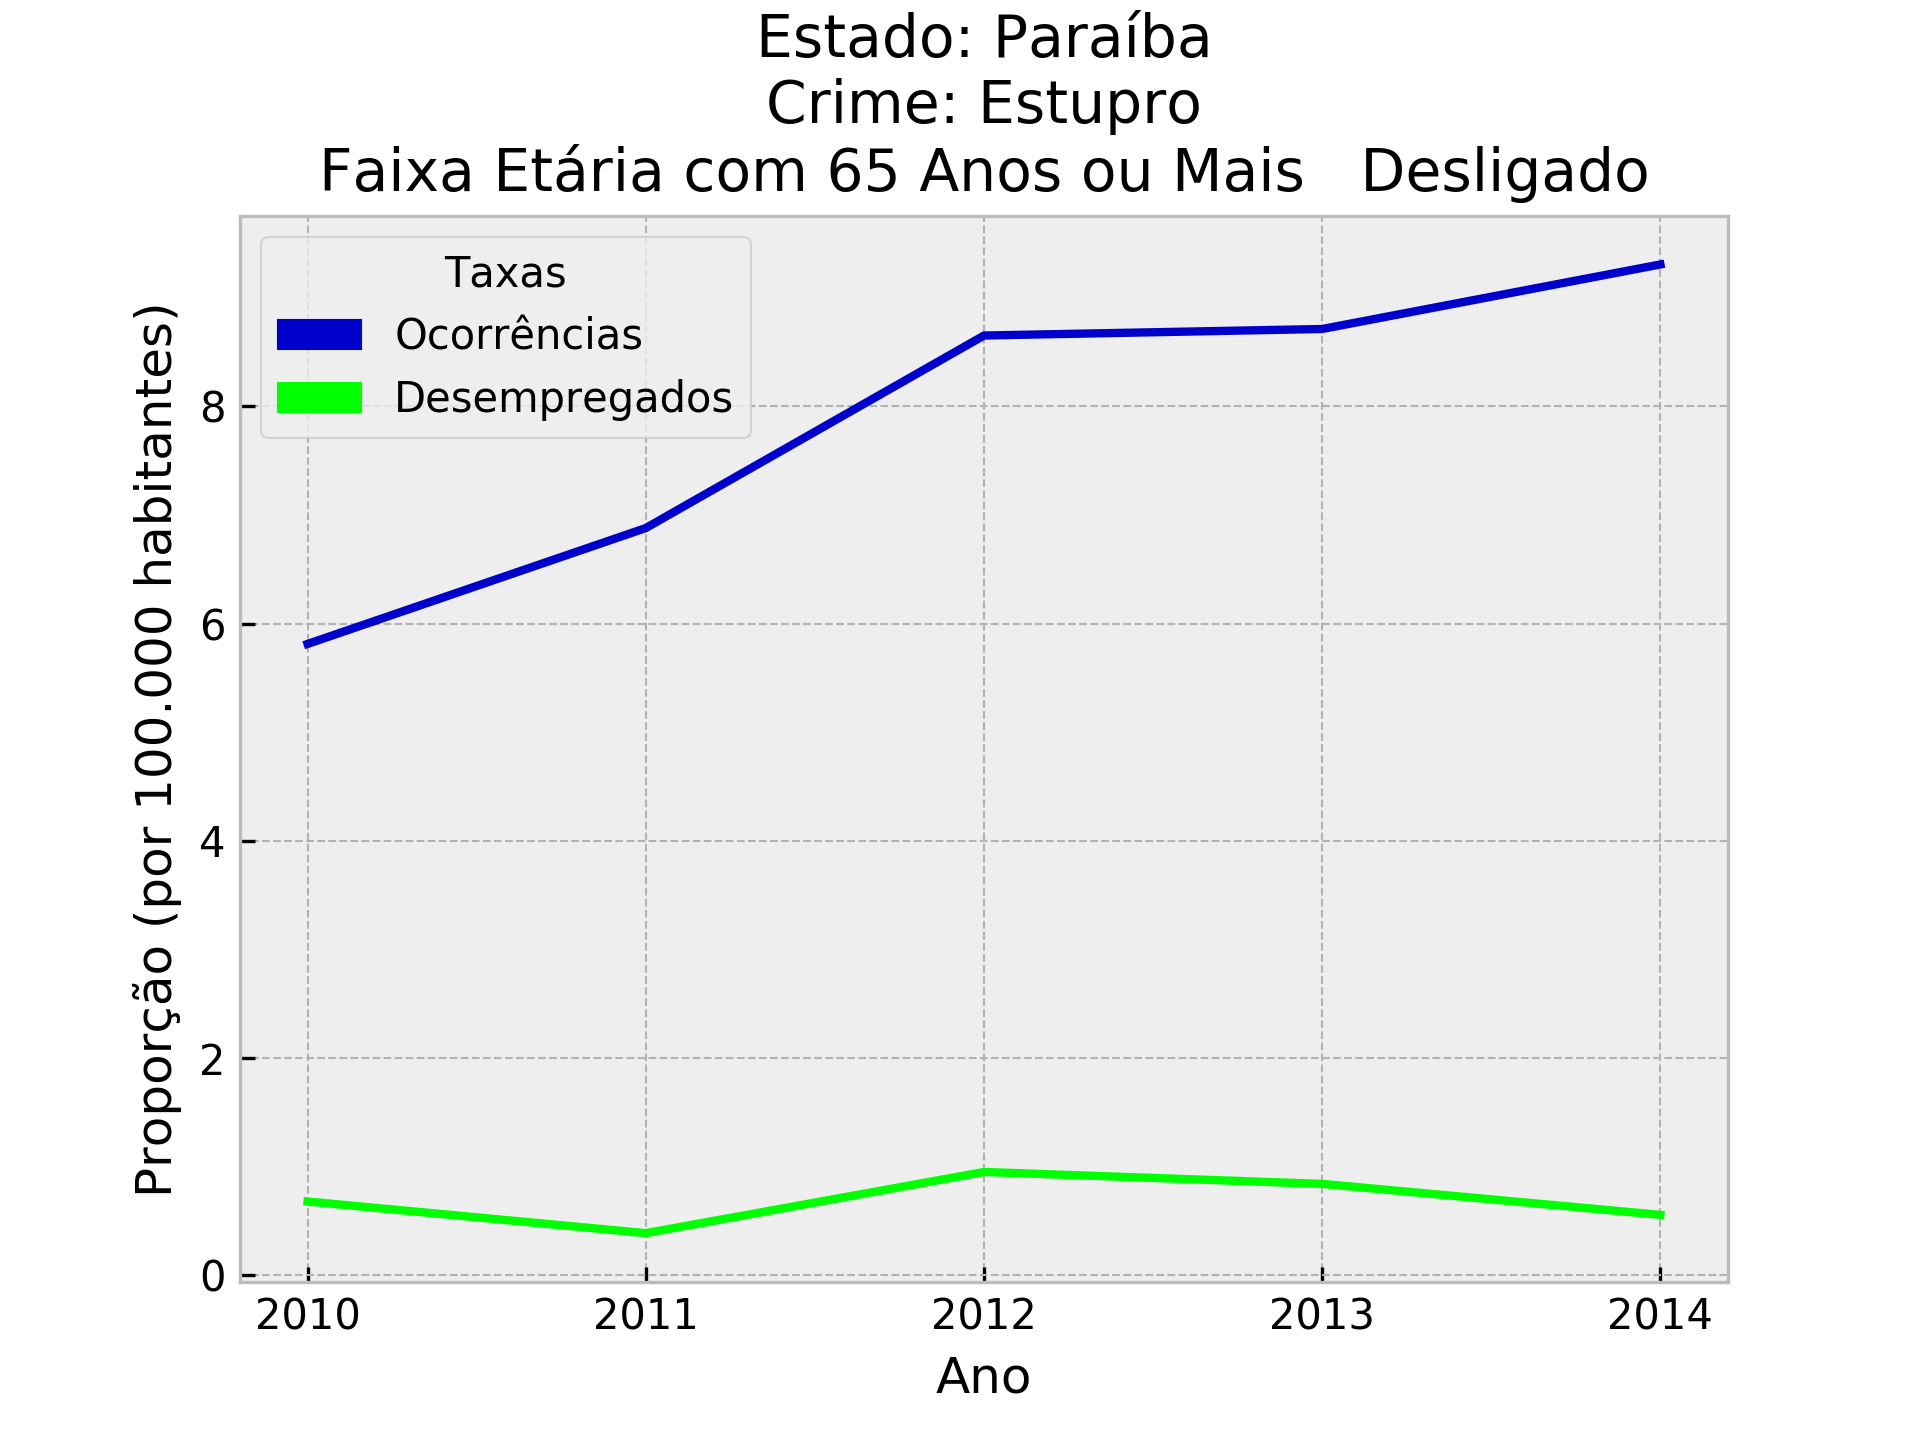 Estado: Paraíba
Crime: Estupro
Faixa Etária com 65 Anos ou Mais   Desligado
Taxas
Ocorrências
Desempregados
Proporção (por 100.000 habitantes)
8
6
4
2
0
2010 2011 2012 2013 2014
Ano